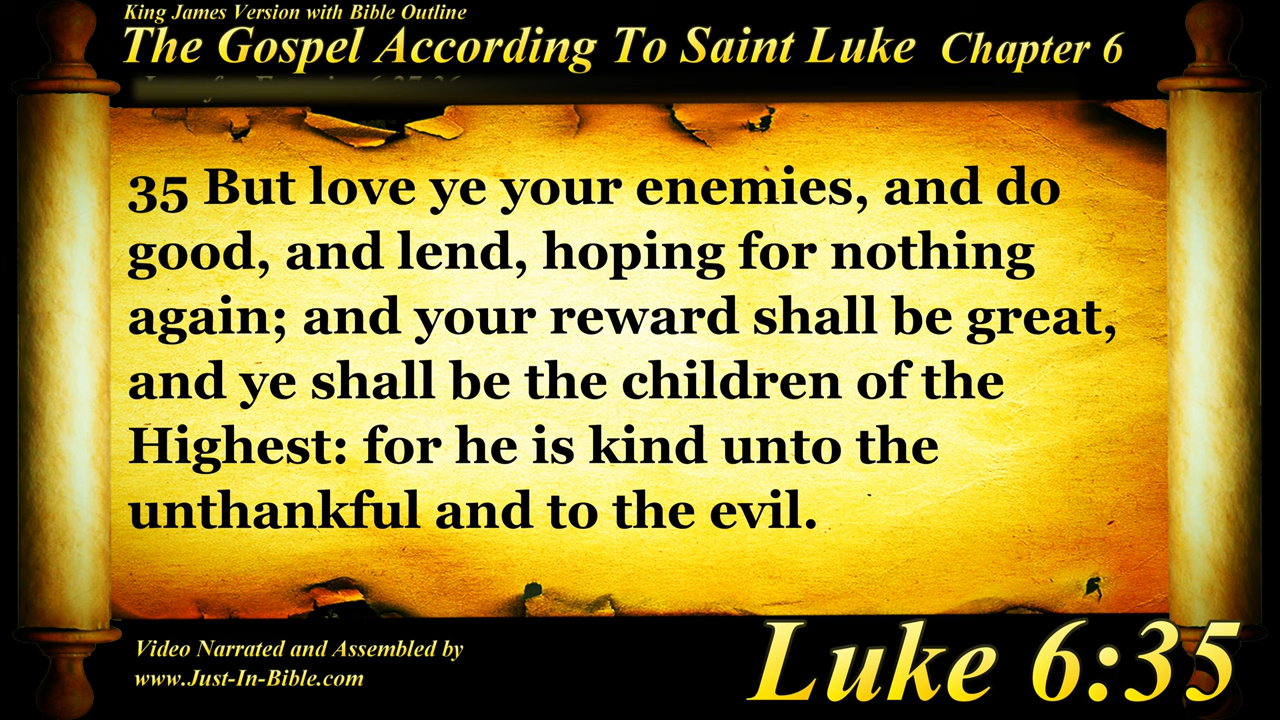 King James Version with Bible Outline
The Gospel According To Saint Luke Chapter 6
35 But love ye your enemies, and do
good, and lend, hoping for nothing
again; and your reward shall be great,
and ye shall be the children of the
Highest: for he is kind unto the
unthankful and to the evil.
Video Narrated and Assembled by
www.Just-In-Bible.com
Luke 6:35